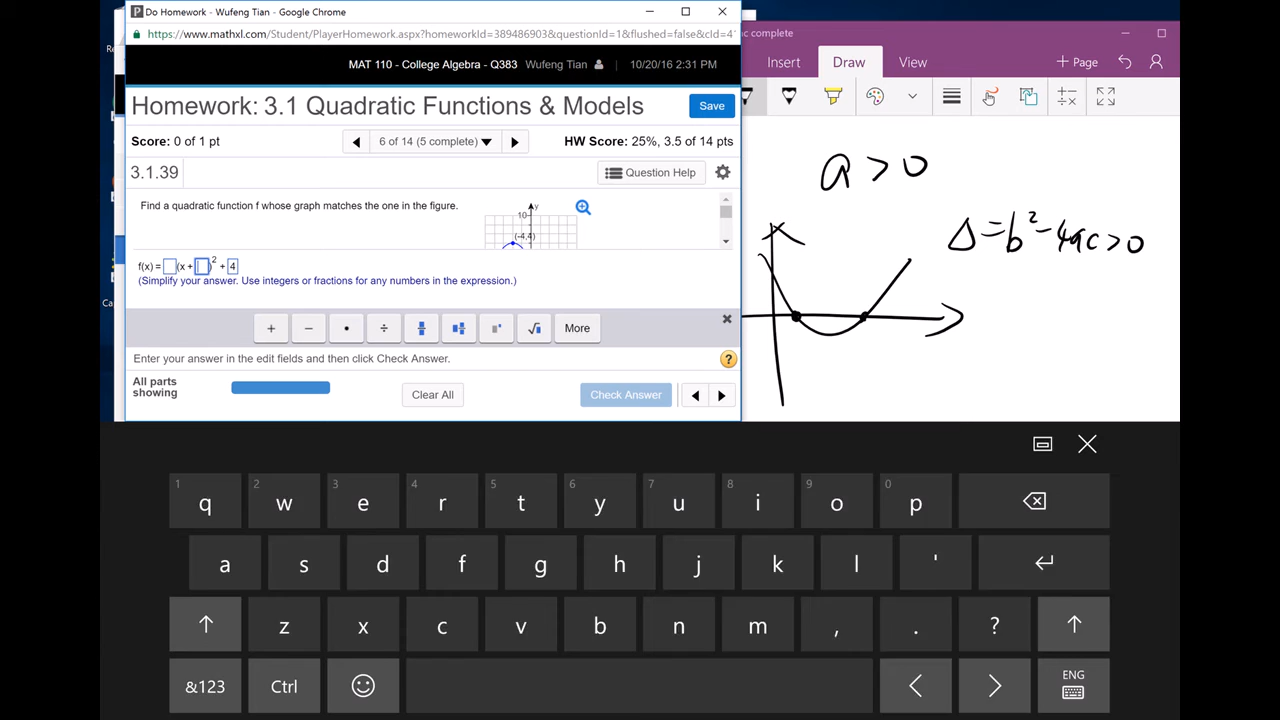 Do Homework - Wufeng Tian - Google Chrome
https://www.mathxl.com/Student/PlayerHomework.aspx?homeworkId=389486903&questionId=1&flushed=false&cId=4
MAT 110 - College Algebra - Q383 Wufeng Tian 10/20/16 2:31 PM
Homework: 3.1 Quadratic Functions & Models Save
Score: 0 of 1 pt 6 of 14 (5 complete) HW Score: 25%, 3.5 of 14 pts
3.1.39 Question Help
Find a quadratic function f whose graph matches the one in the figure.
10 y
(-4,4)
f(x) = (x + )² + 4
(Simplify your answer. Use integers or fractions for any numbers in the expression.)
+ − • ÷ √ More
Enter your answer in the edit fields and then click Check Answer. ?
All parts showing Clear All Check Answer
ac complete
Insert Draw View + Page
a > 0
Δ = b² - 4ac > 0
1 q 2 w 3 e 4 r 5 t 6 y 7 u 8 i 9 o 0 p
a s d f g h j k l '
z x c v b n m , . ?
&123 Ctrl ENG